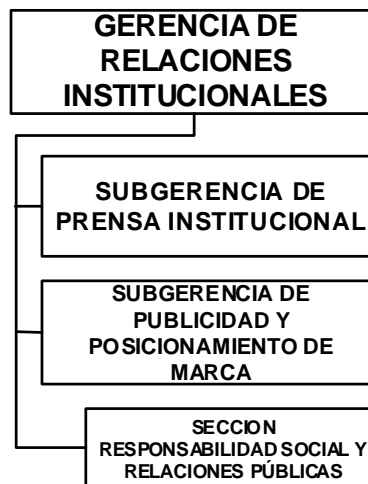 GERENCIA DE
RELACIONES
INSTITUCIONALES
SUBGERENCIA DE
PRENSA INSTITUCIONAL
SUBGERENCIA DE
PUBLICIDAD Y
POSICIONAMIENTO DE
MARCA
SECCION
RESPONSABILIDAD SOCIAL Y
RELACIONES PÚBLICAS